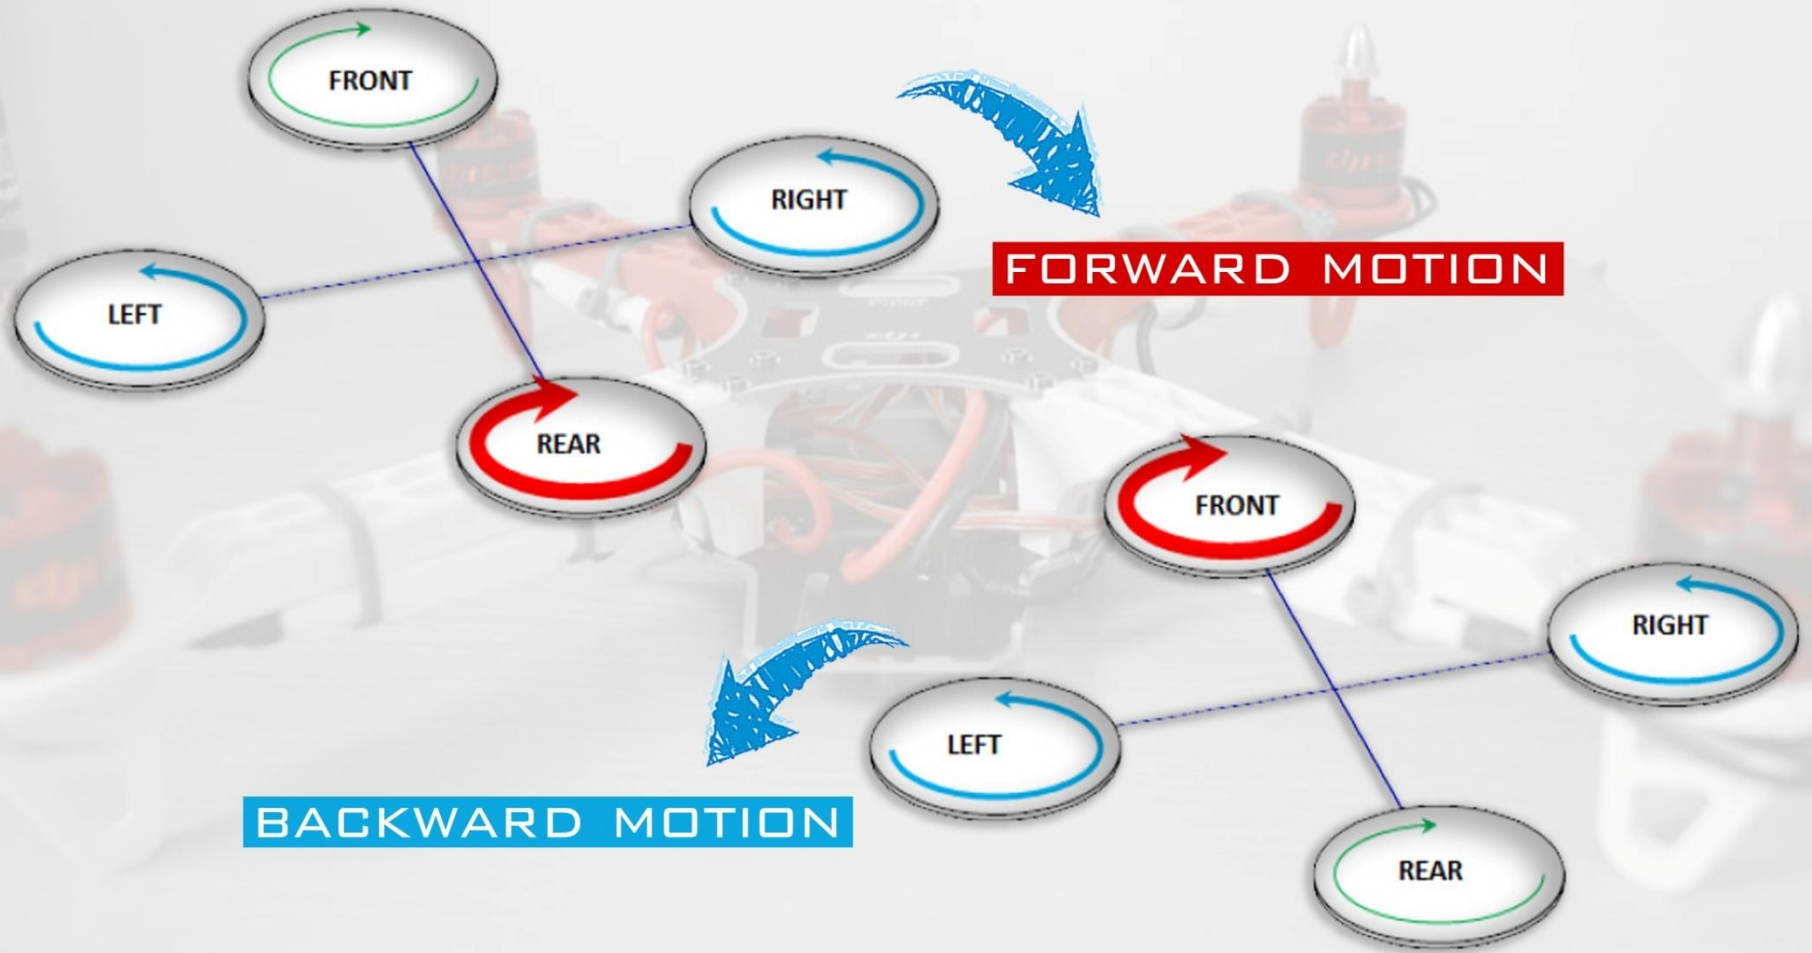 FRONT
RIGHT
LEFT
FORWARD MOTION
REAR
FRONT
RIGHT
LEFT
BACKWARD MOTION
REAR